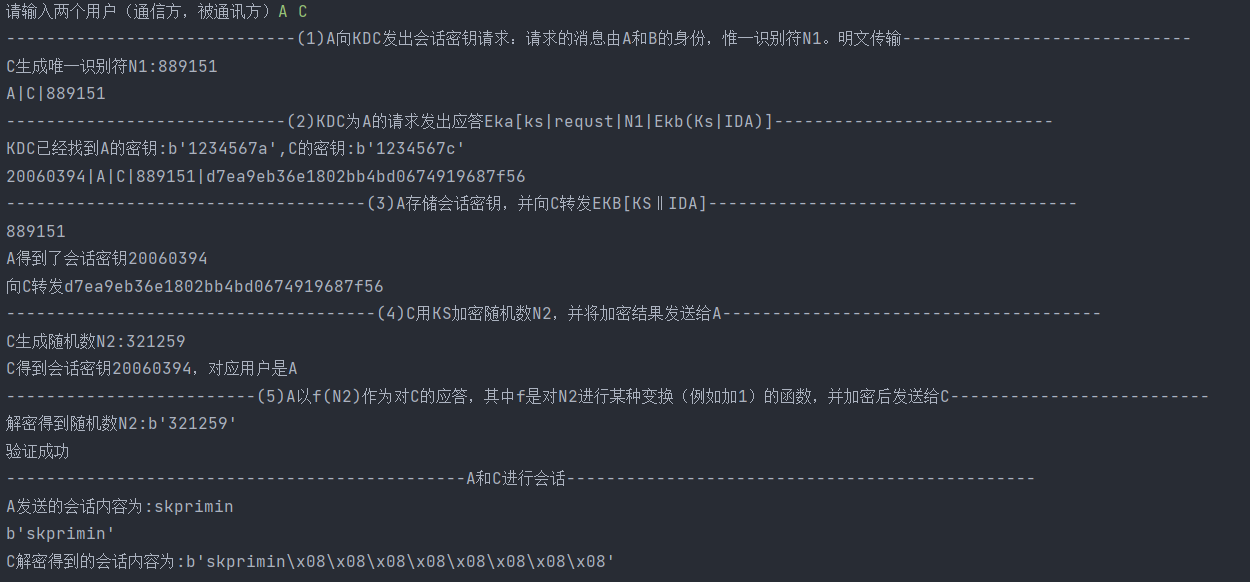 请输入两个用户（通信方，被通讯方）A C
-----------------------------(1)A向KDC发出会话密钥请求：请求的消息由A和B的身份，惟一识别符N1。明文传输-----------------------------
C生成唯一识别符N1:889151
A|C|889151
----------------------------(2)KDC为A的请求发出应答Eka[ks|requst|N1|Ekb(Ks|IDA)]----------------------------
KDC已经找到A的密钥:b'1234567a',C的密钥:b'1234567c'
20060394|A|C|889151|d7ea9eb36e1802bb4bd0674919687f56
------------------------------------(3)A存储会话密钥，并向C转发EKB[KS‖IDA]-------------------------------------
889151
A得到了会话密钥20060394
向C转发d7ea9eb36e1802bb4bd0674919687f56
-------------------------------------(4)C用KS加密随机数N2，并将加密结果发送给A--------------------------------------
C生成随机数N2:321259
C得到会话密钥20060394，对应用户是A
-------------------------(5)A以f(N2)作为对C的应答，其中f是对N2进行某种变换（例如加1）的函数，并加密后发送给C--------------------------
解密得到随机数N2:b'321259'
验证成功
----------------------------------------------A和C进行会话-----------------------------------------------
A发送的会话内容为:skprimin
b'skprimin'
C解密得到的会话内容为:b'skprimin\x08\x08\x08\x08\x08\x08\x08\x08'